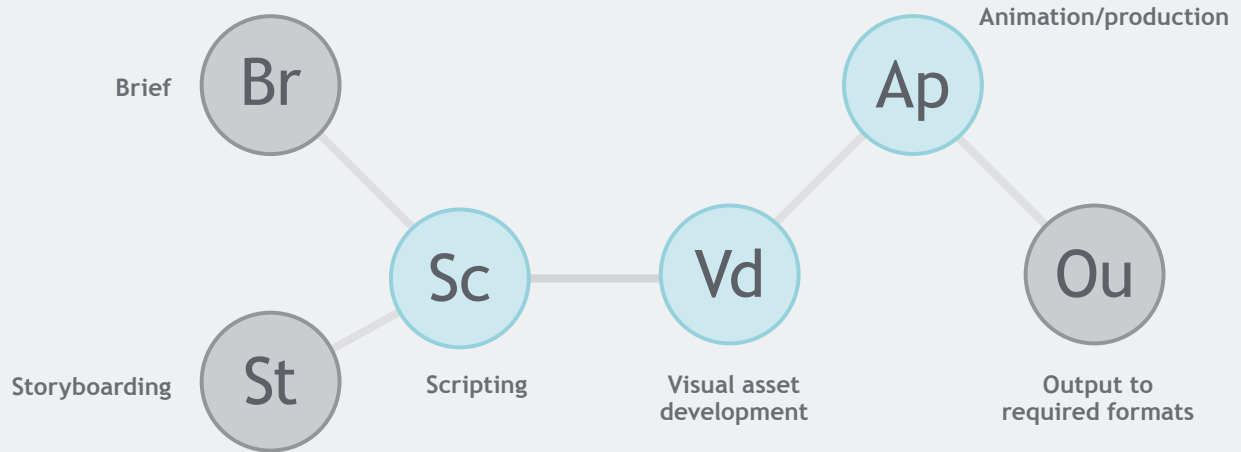 Animation/production
Br
Ap
Brief
Sc
Vd
Ou
St
Storyboarding
Scripting
Visual asset
development
Output to
required formats